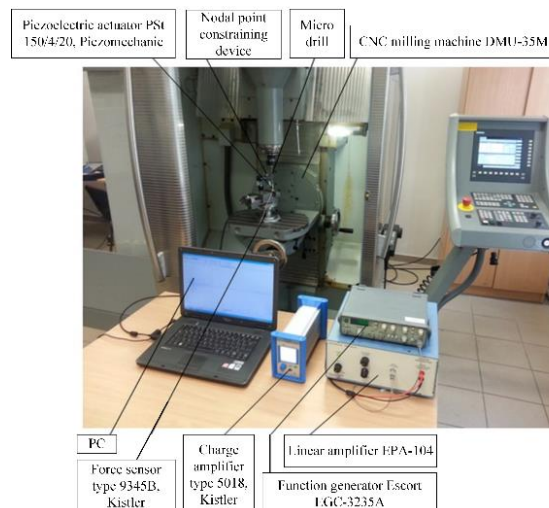 Piezoelectric actuator PSt
150/4/20, Piezomechanic
Nodal point
constraining
device
Micro
drill
CNC milling machine DMU-35M
PC
Force sensor
type 9345B,
Kistler
Charge
amplifier
type 5018,
Kistler
Linear amplifier EPA-104
Function generator Escort
EGC-3235A